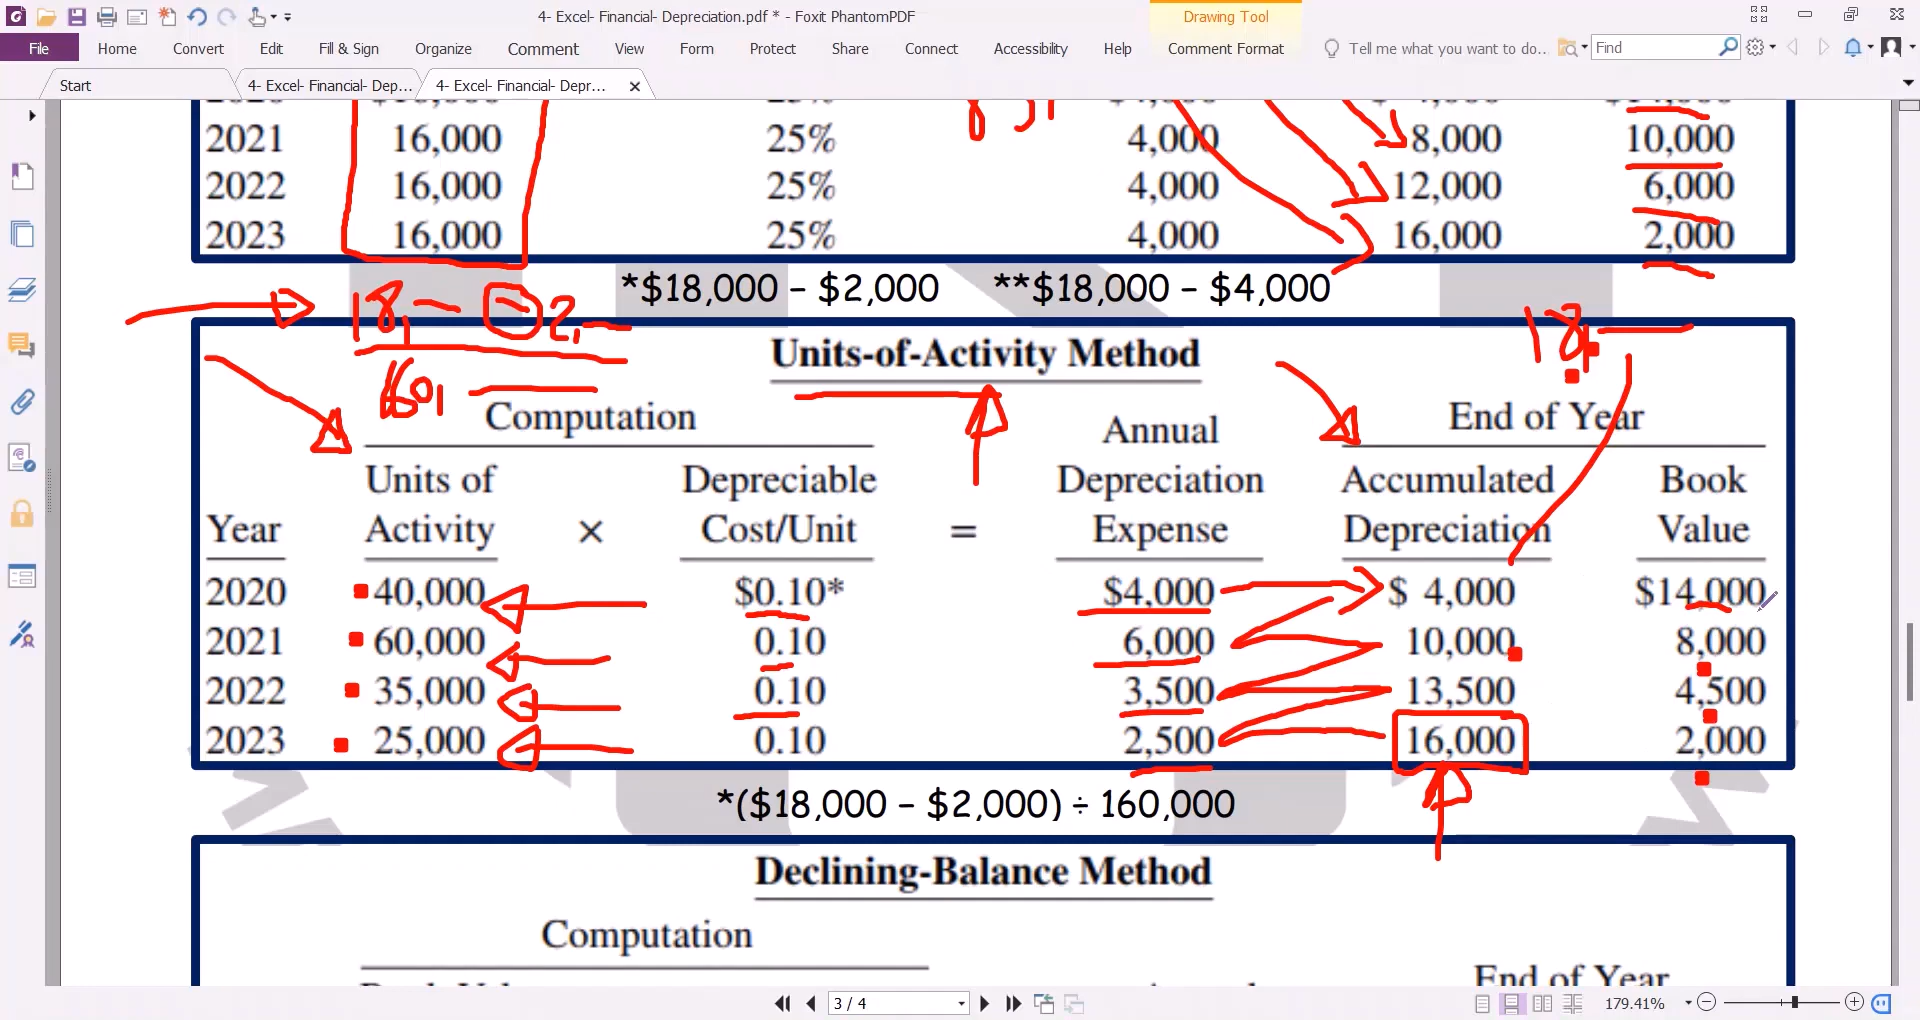 4- Excel- Financial- Depreciation.pdf * - Foxit PhantomPDF
Drawing Tool
File Home Convert Edit Fill & Sign Organize Comment View Form Protect Share Connect Accessibility Help Comment Format Tell me what you want to do... Find
Start 4- Excel- Financial- Dep... 4- Excel- Financial- Depr...
2021 16,000 25% 4,000 8,000 10,000
2022 16,000 25% 4,000 12,000 6,000
2023 16,000 25% 4,000 16,000 2,000
*$18,000 – $2,000 **$18,000 – $4,000
18, 2,
18,
Units-of-Activity Method
Computation End of Year
Annual
Units of Depreciable Depreciation Accumulated Book
Year Activity × Cost/Unit = Expense Depreciation Value
2020 40,000 $0.10* $4,000 $ 4,000 $14,000
2021 60,000 0.10 6,000 10,000 8,000
2022 35,000 0.10 3,500 13,500 4,500
2023 25,000 0.10 2,500 16,000 2,000
*($18,000 – $2,000) ÷ 160,000
Declining-Balance Method
Computation
End of Year
3 / 4
179.41%